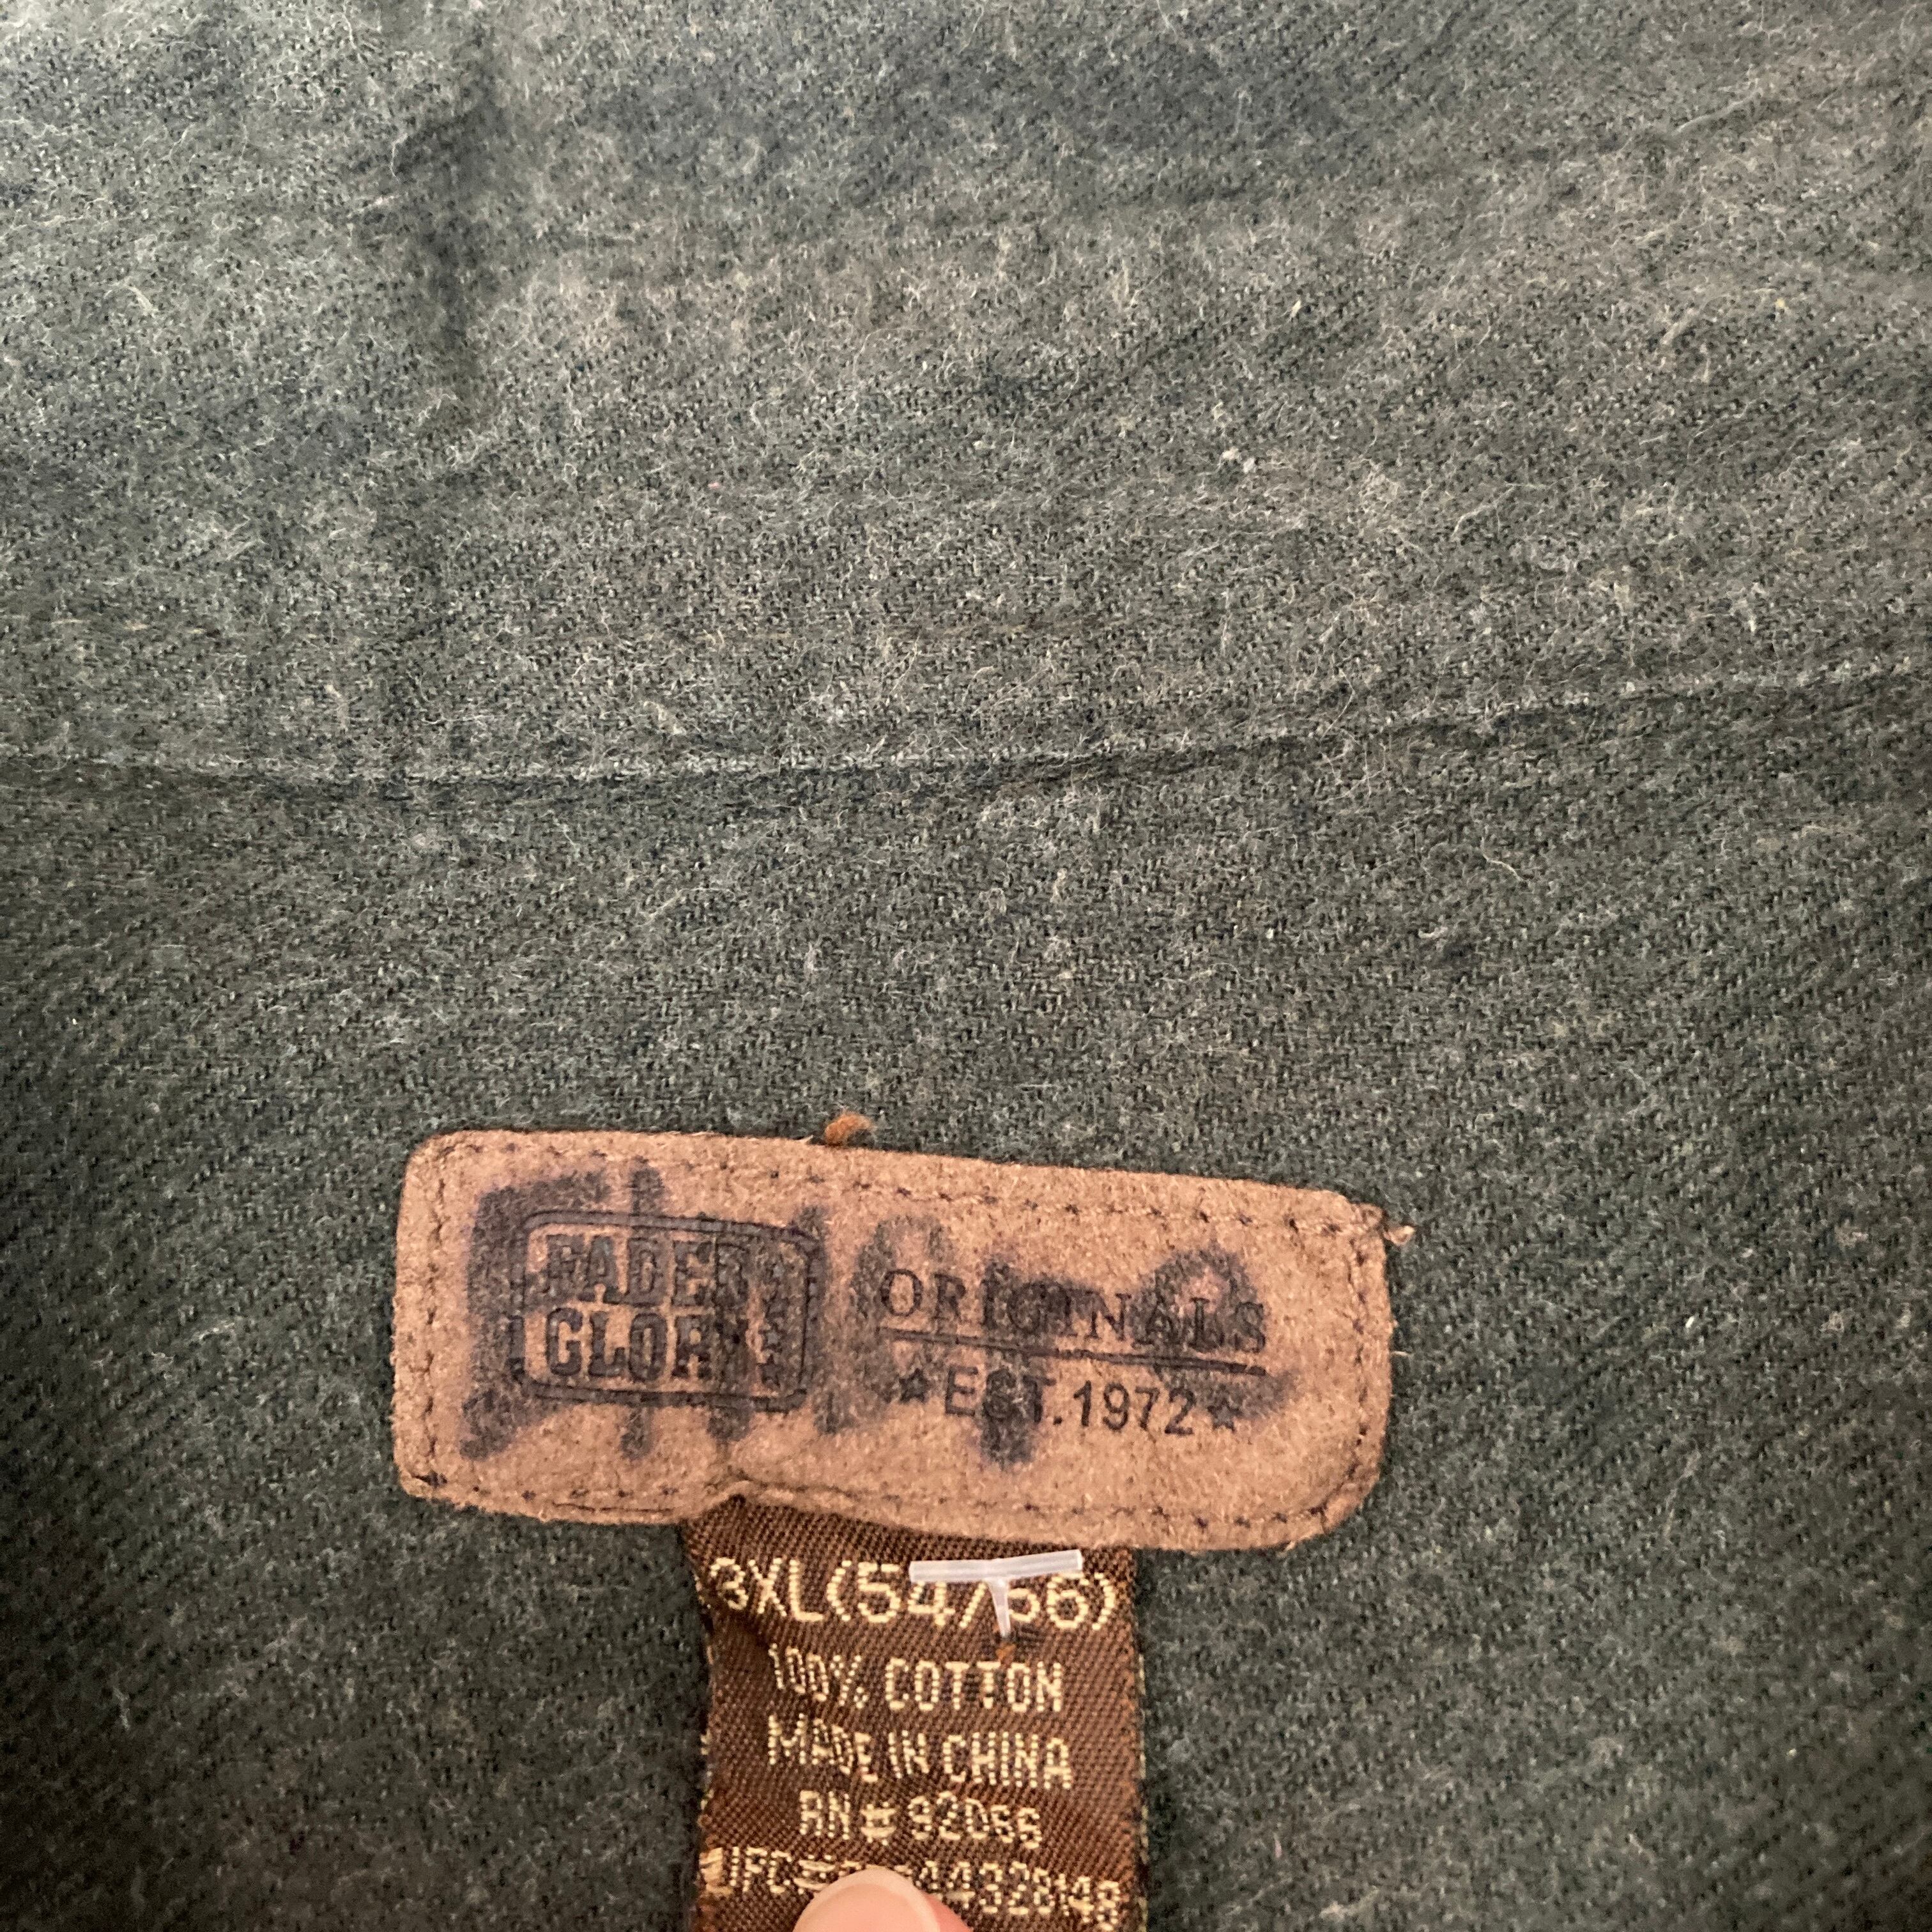 FADED
GLORY
ORIGINALS
★EST.1972★
3XL(54/56)
100% COTTON
MADE IN CHINA
RN # 92066